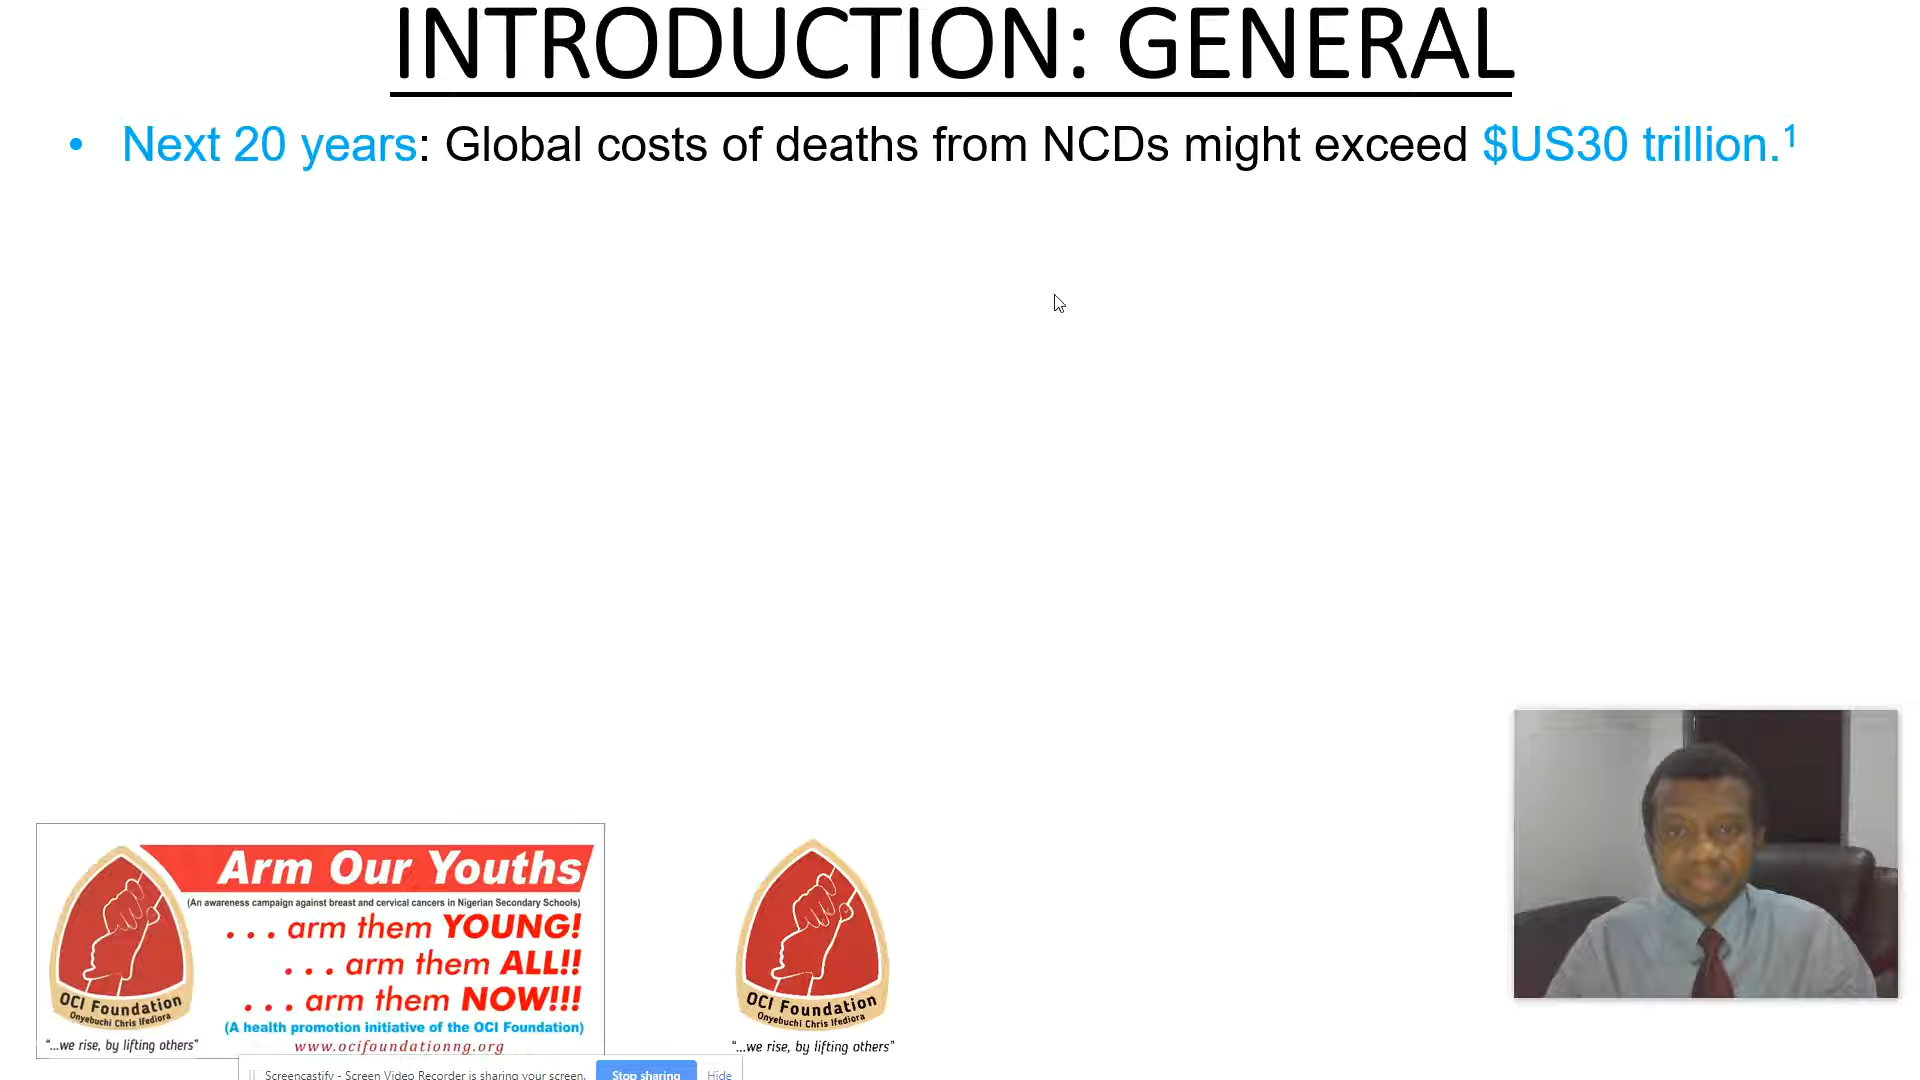 INTRODUCTION: GENERAL
• Next 20 years: Global costs of deaths from NCDs might exceed $US30 trillion.¹
Arm Our Youths
(An awareness campaign against breast and cervical cancers in Nigerian Secondary Schools)
. . . arm them YOUNG!
. . . arm them ALL!!
. . . arm them NOW!!!
(A health promotion initiative of the OCI Foundation)
www.ocifoundationng.org
OCI Foundation
Onyebuchi Chris Ifediora
"...we rise, by lifting others"
OCI Foundation
Onyebuchi Chris Ifediora
"...we rise, by lifting others"
Screencastify - Screen Video Recorder is sharing your screen. Stop sharing Hide